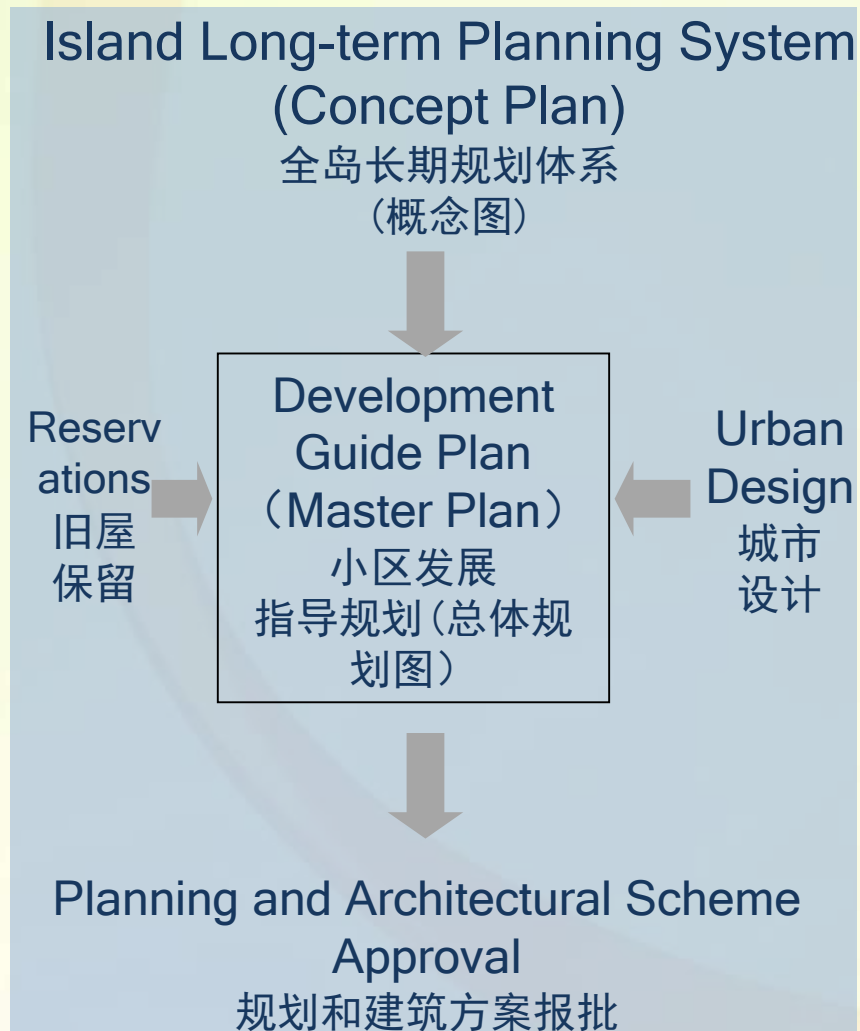 Island Long-term Planning System
(Concept Plan)
全岛长期规划体系
(概念图)
Development
Guide Plan
（Master Plan）
小区发展
指导规划(总体规
划图）
Reserv
ations
旧屋
保留
Urban
Design
城市
设计
Planning and Architectural Scheme
Approval
规划和建筑方案报批